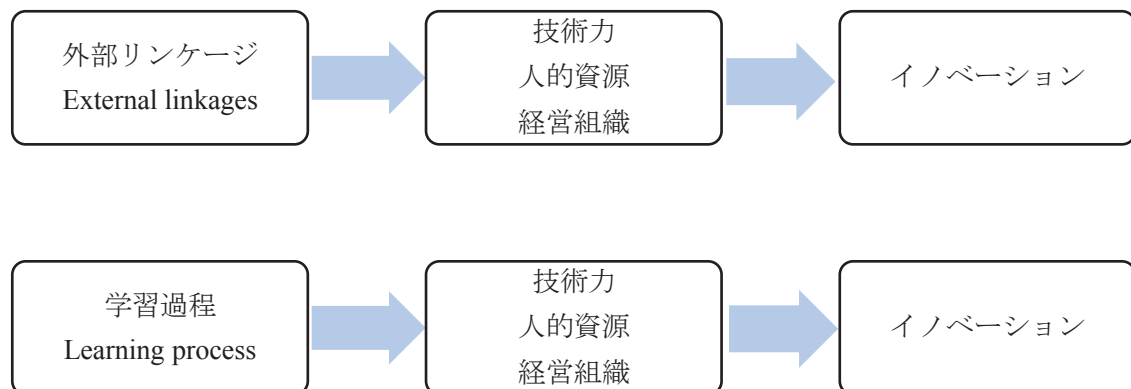 外部リンケージ
External linkages
技術力
人的資源
経営組織
イノベーション
学習過程
Learning process
技術力
人的資源
経営組織
イノベーション